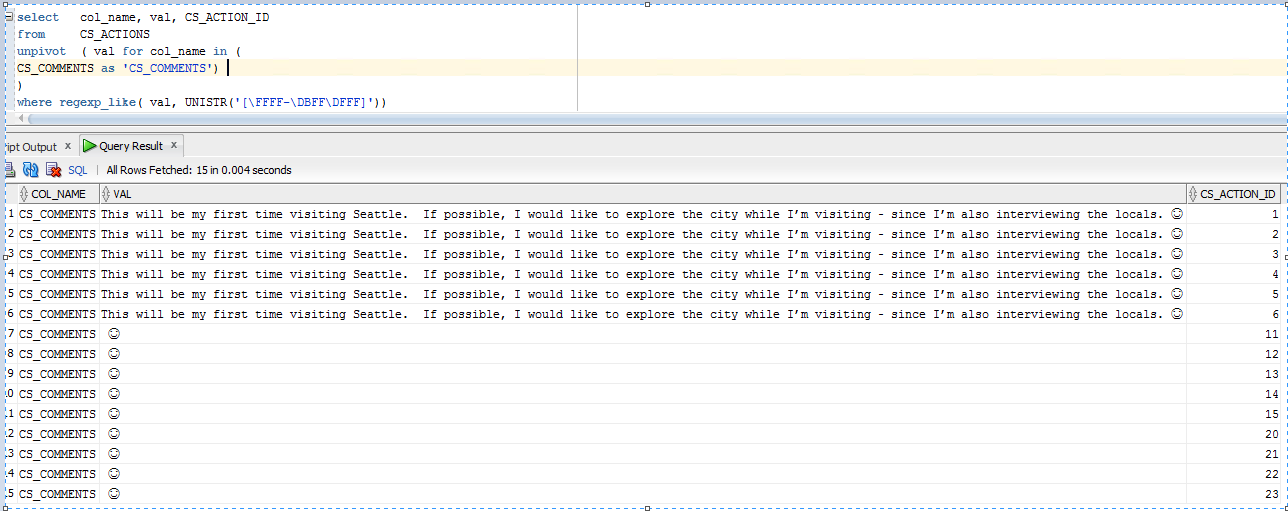 select   col_name, val, CS_ACTION_ID
from     CS_ACTIONS
unpivot  ( val for col_name in (
CS_COMMENTS as 'CS_COMMENTS')
)
where regexp_like( val, UNISTR('[\FFFF-\DBFF\DFFF]'))
ipt Output x Query Result x
SQL | All Rows Fetched: 15 in 0.004 seconds
COL_NAME VAL CS_ACTION_ID
1 CS_COMMENTS This will be my first time visiting Seattle.  If possible, I would like to explore the city while I’m visiting - since I’m also interviewing the locals. ☺ 1
2 CS_COMMENTS This will be my first time visiting Seattle.  If possible, I would like to explore the city while I’m visiting - since I’m also interviewing the locals. ☺ 2
3 CS_COMMENTS This will be my first time visiting Seattle.  If possible, I would like to explore the city while I’m visiting - since I’m also interviewing the locals. ☺ 3
4 CS_COMMENTS This will be my first time visiting Seattle.  If possible, I would like to explore the city while I’m visiting - since I’m also interviewing the locals. ☺ 4
5 CS_COMMENTS This will be my first time visiting Seattle.  If possible, I would like to explore the city while I’m visiting - since I’m also interviewing the locals. ☺ 5
6 CS_COMMENTS This will be my first time visiting Seattle.  If possible, I would like to explore the city while I’m visiting - since I’m also interviewing the locals. ☺ 6
7 CS_COMMENTS ☺ 11
8 CS_COMMENTS ☺ 12
9 CS_COMMENTS ☺ 13
.0 CS_COMMENTS ☺ 14
.1 CS_COMMENTS ☺ 15
.2 CS_COMMENTS ☺ 20
.3 CS_COMMENTS ☺ 21
.4 CS_COMMENTS ☺ 22
.5 CS_COMMENTS ☺ 23